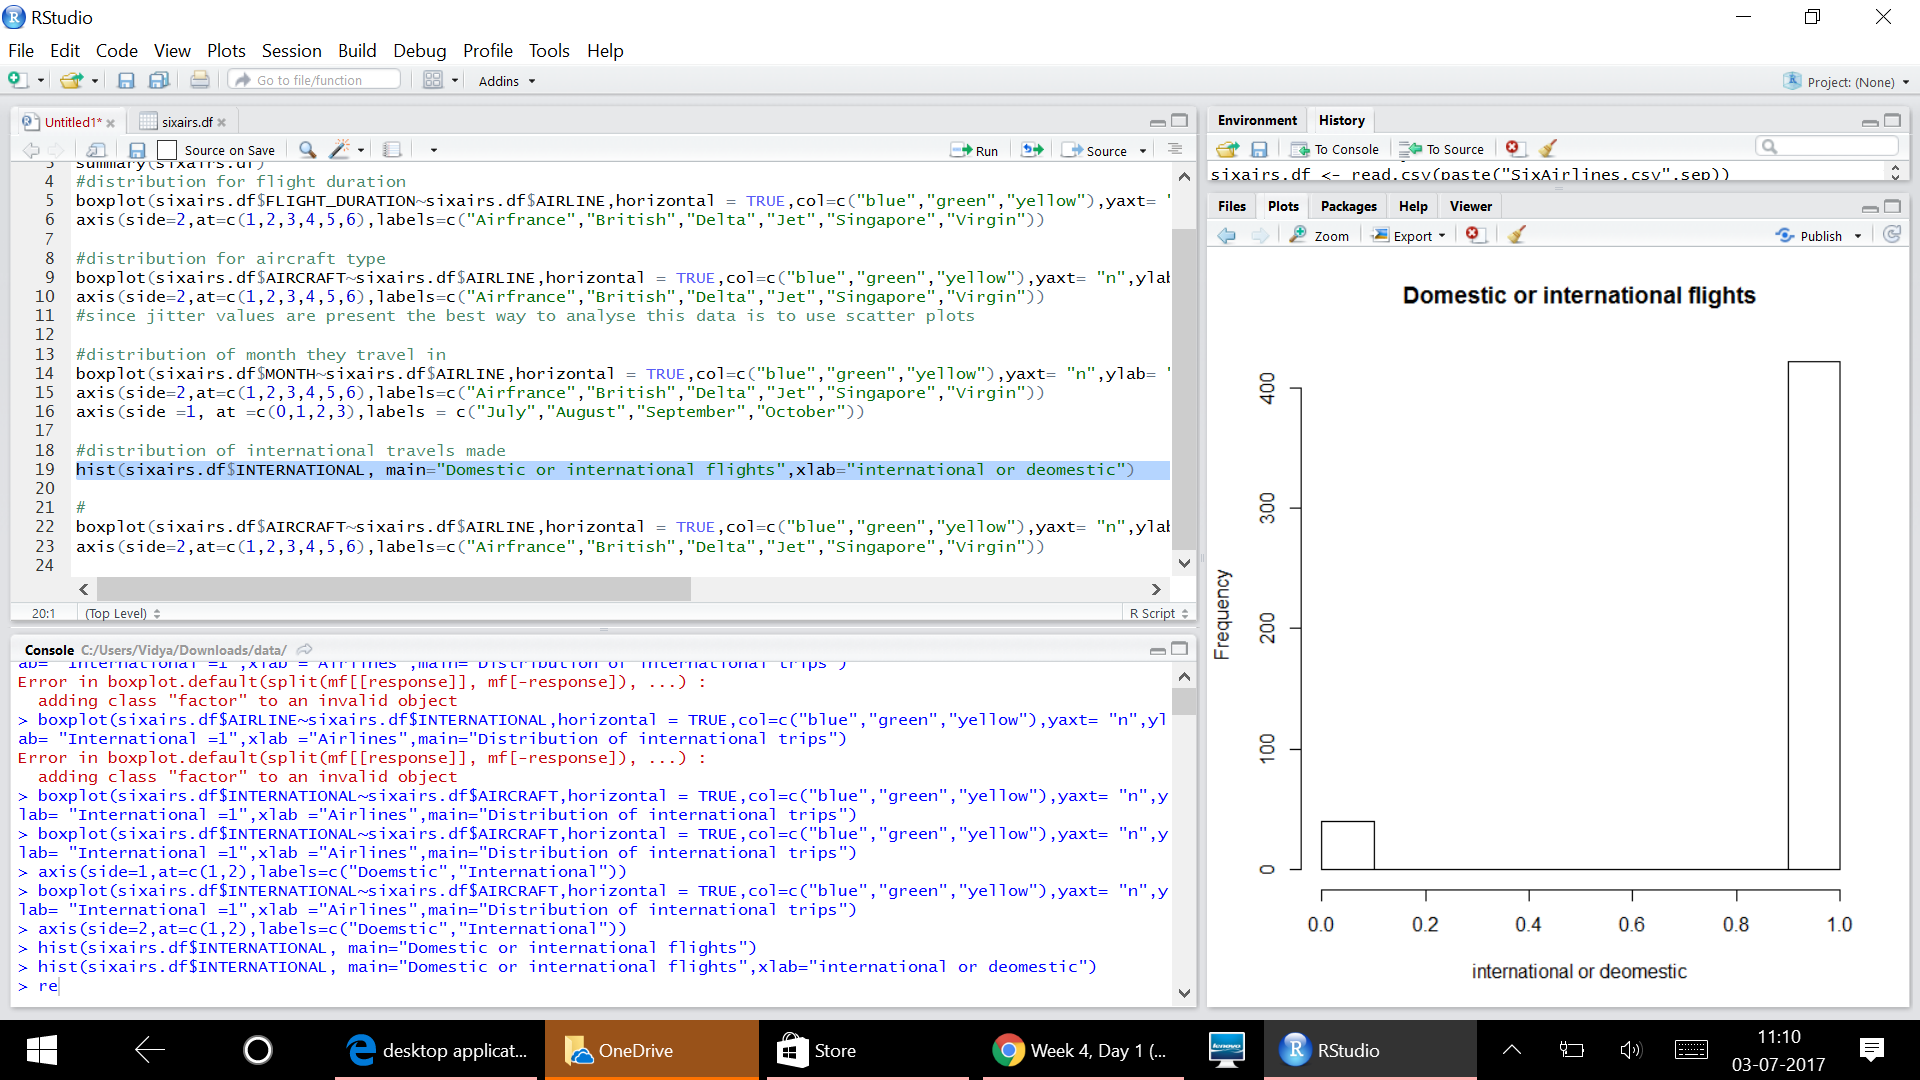 RStudio
File Edit Code View Plots Session Build Debug Profile Tools Help
Go to file/function Addins Project: (None)
Untitled1* sixairs.df
Source on Save Run Source
3 summary(sixairs.df)
4 #distribution for flight duration
5 boxplot(sixairs.df$FLIGHT_DURATION~sixairs.df$AIRLINE,horizontal = TRUE,col=c("blue","green","yellow"),yaxt= "
6 axis(side=2,at=c(1,2,3,4,5,6),labels=c("Airfrance","British","Delta","Jet","Singapore","Virgin"))
7
8 #distribution for aircraft type
9 boxplot(sixairs.df$AIRCRAFT~sixairs.df$AIRLINE,horizontal = TRUE,col=c("blue","green","yellow"),yaxt= "n",ylab
10 axis(side=2,at=c(1,2,3,4,5,6),labels=c("Airfrance","British","Delta","Jet","Singapore","Virgin"))
11 #since jitter values are present the best way to analyse this data is to use scatter plots
12
13 #distribution of month they travel in
14 boxplot(sixairs.df$MONTH~sixairs.df$AIRLINE,horizontal = TRUE,col=c("blue","green","yellow"),yaxt= "n",ylab= "
15 axis(side=2,at=c(1,2,3,4,5,6),labels=c("Airfrance","British","Delta","Jet","Singapore","Virgin"))
16 axis(side =1, at =c(0,1,2,3),labels = c("July","August","September","October"))
17
18 #distribution of international travels made
19 hist(sixairs.df$INTERNATIONAL, main="Domestic or international flights",xlab="international or deomestic")
20
21 #
22 boxplot(sixairs.df$AIRCRAFT~sixairs.df$AIRLINE,horizontal = TRUE,col=c("blue","green","yellow"),yaxt= "n",ylab
23 axis(side=2,at=c(1,2,3,4,5,6),labels=c("Airfrance","British","Delta","Jet","Singapore","Virgin"))
24
20:1 (Top Level) R Script
Console C:/Users/Vidya/Downloads/data/
ab= "International =1",xlab ="Airlines",main="Distribution of international trips")
Error in boxplot.default(split(mf[[response]], mf[-response]), ...) :
adding class "factor" to an invalid object
> boxplot(sixairs.df$AIRLINE~sixairs.df$INTERNATIONAL,horizontal = TRUE,col=c("blue","green","yellow"),yaxt= "n",yl
ab= "International =1",xlab ="Airlines",main="Distribution of international trips")
Error in boxplot.default(split(mf[[response]], mf[-response]), ...) :
adding class "factor" to an invalid object
> boxplot(sixairs.df$INTERNATIONAL~sixairs.df$AIRCRAFT,horizontal = TRUE,col=c("blue","green","yellow"),yaxt= "n",y
lab= "International =1",xlab ="Airlines",main="Distribution of international trips")
> boxplot(sixairs.df$INTERNATIONAL~sixairs.df$AIRCRAFT,horizontal = TRUE,col=c("blue","green","yellow"),yaxt= "n",y
lab= "International =1",xlab ="Airlines",main="Distribution of international trips")
> axis(side=1,at=c(1,2),labels=c("Doemstic","International"))
> boxplot(sixairs.df$INTERNATIONAL~sixairs.df$AIRCRAFT,horizontal = TRUE,col=c("blue","green","yellow"),yaxt= "n",y
lab= "International =1",xlab ="Airlines",main="Distribution of international trips")
> axis(side=2,at=c(1,2),labels=c("Doemstic","International"))
> hist(sixairs.df$INTERNATIONAL, main="Domestic or international flights")
> hist(sixairs.df$INTERNATIONAL, main="Domestic or international flights",xlab="international or deomestic")
> re
Environment History
To Console To Source
sixairs.df <- read.csv(paste("SixAirlines.csv",sep))
Files Plots Packages Help Viewer
Zoom Export Publish
Domestic or international flights
Frequency
400
300
200
100
0
0.0 0.2 0.4 0.6 0.8 1.0
international or deomestic
desktop applicat... OneDrive Store Week 4, Day 1 (... lenovo RStudio
11:10
03-07-2017